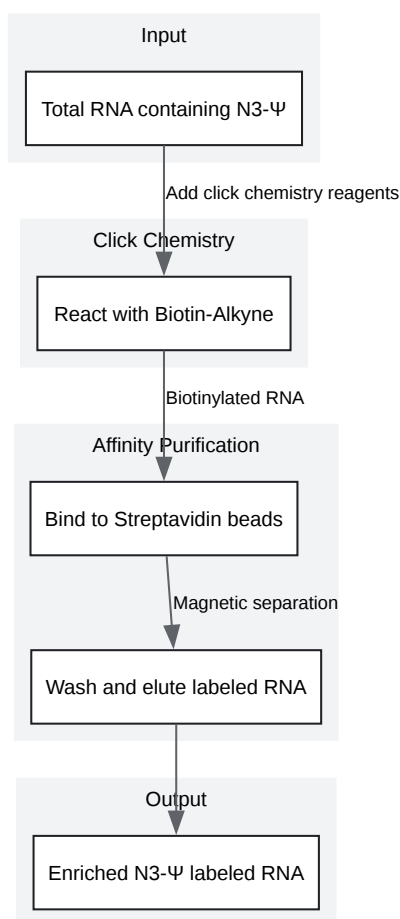 Input
Total RNA containing N3-Ψ
Add click chemistry reagents
Click Chemistry
React with Biotin-Alkyne
Biotinylated RNA
Affinity Purification
Bind to Streptavidin beads
Magnetic separation
Wash and elute labeled RNA
Output
Enriched N3-Ψ labeled RNA